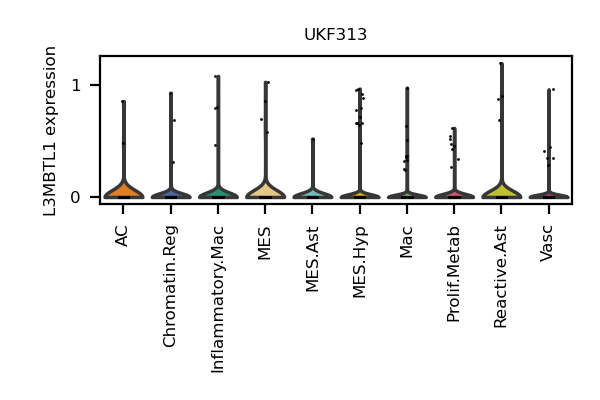 UKF313
L3MBTL1 expression
1
0
AC
Chromatin.Reg
Inflammatory.Mac
MES
MES.Ast
MES.Hyp
Mac
Prolif.Metab
Reactive.Ast
Vasc